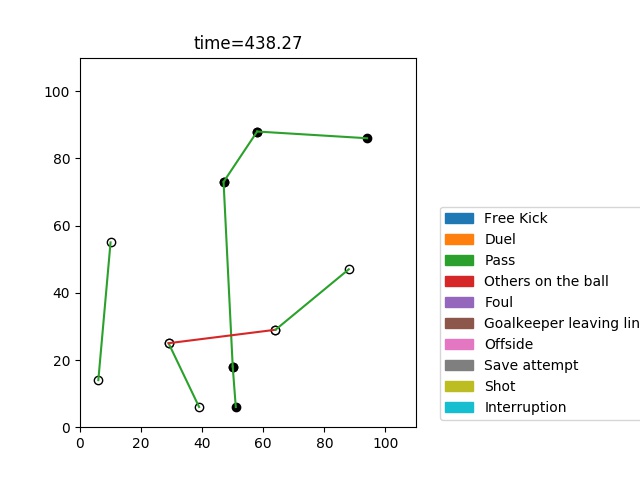 time=438.27
100
80
60
40
20
0
0 20 40 60 80 100
Free Kick
Duel
Pass
Others on the ball
Foul
Goalkeeper leaving lin
Offside
Save attempt
Shot
Interruption